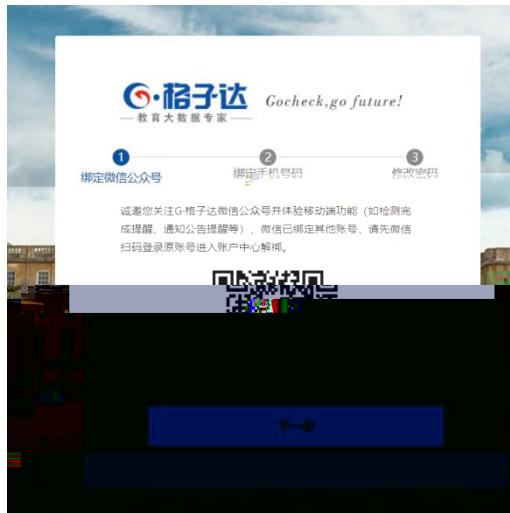 G·格子达
教育大数据专家
Gocheck,go future!
1 2 3
绑定微信公众号 绑定手机号码 修改密码
诚邀您关注G-格子达微信公众号并体验移动端功能（如检测完
成提醒，通知公告提醒等），微信已绑定其他账号，请先微信
扫码登录原账号进入账户中心解绑。